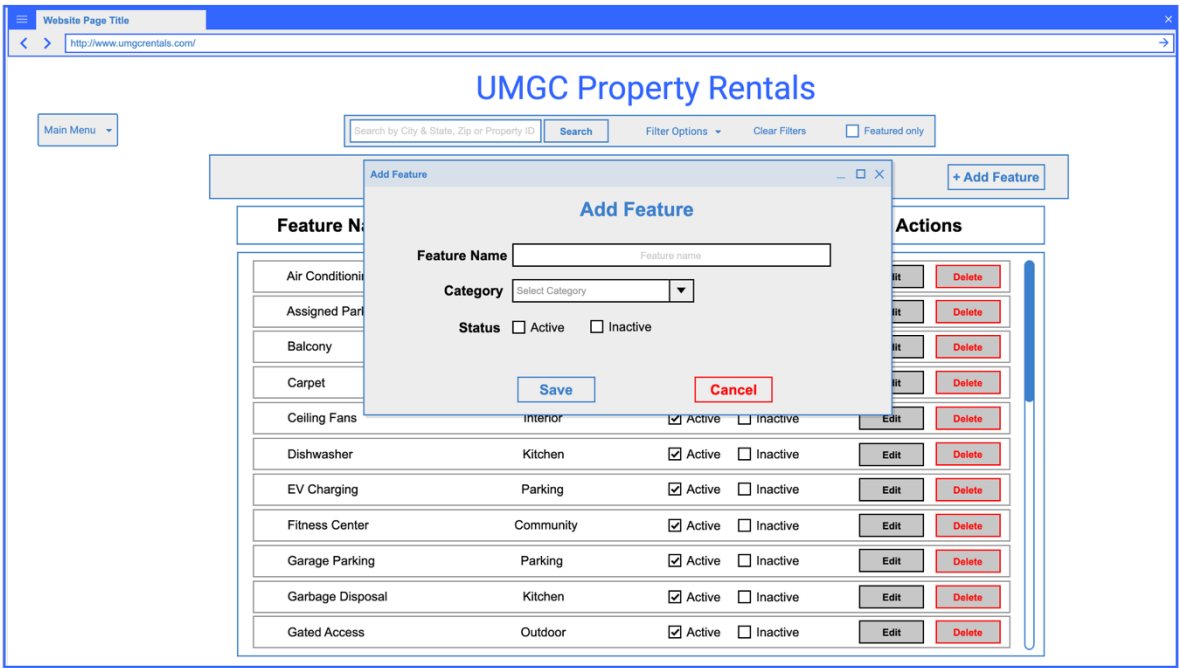 Website Page Title
http://www.umgcrentals.com/
UMGC Property Rentals
Main Menu
Search by City & State, Zip or Property ID Search Filter Options Clear Filters Featured only
+ Add Feature
Add Feature
Add Feature
Feature Name Feature name
Category Select Category
Status Active Inactive
Save Cancel
Feature Actions
Air Delete
Assigned Delete
Balcony Delete
Carpet Delete
Ceiling Fans Interior Active Inactive Edit Delete
Dishwasher Kitchen Active Inactive Edit Delete
EV Charging Parking Active Inactive Edit Delete
Fitness Center Community Active Inactive Edit Delete
Garage Parking Parking Active Inactive Edit Delete
Garbage Disposal Kitchen Active Inactive Edit Delete
Gated Access Outdoor Active Inactive Edit Delete